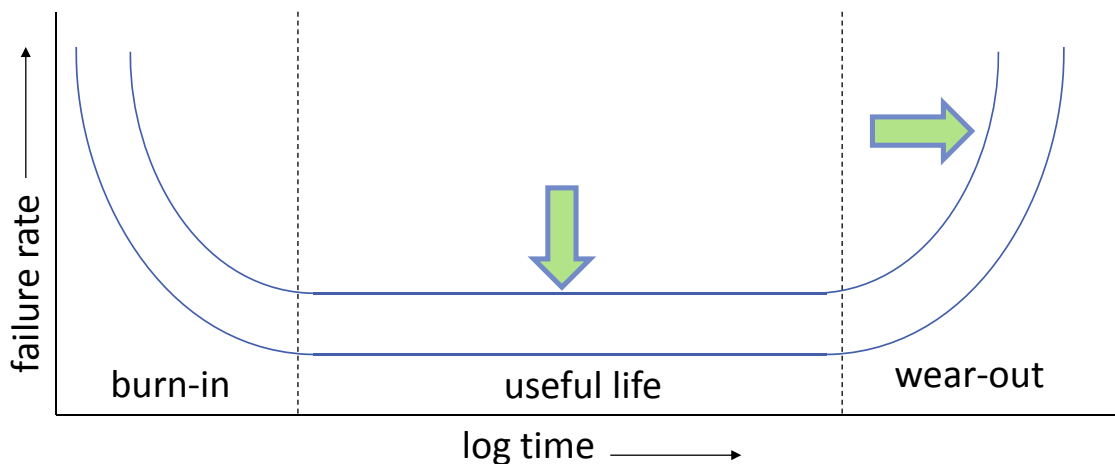 failure rate
burn-in
useful life
wear-out
log time